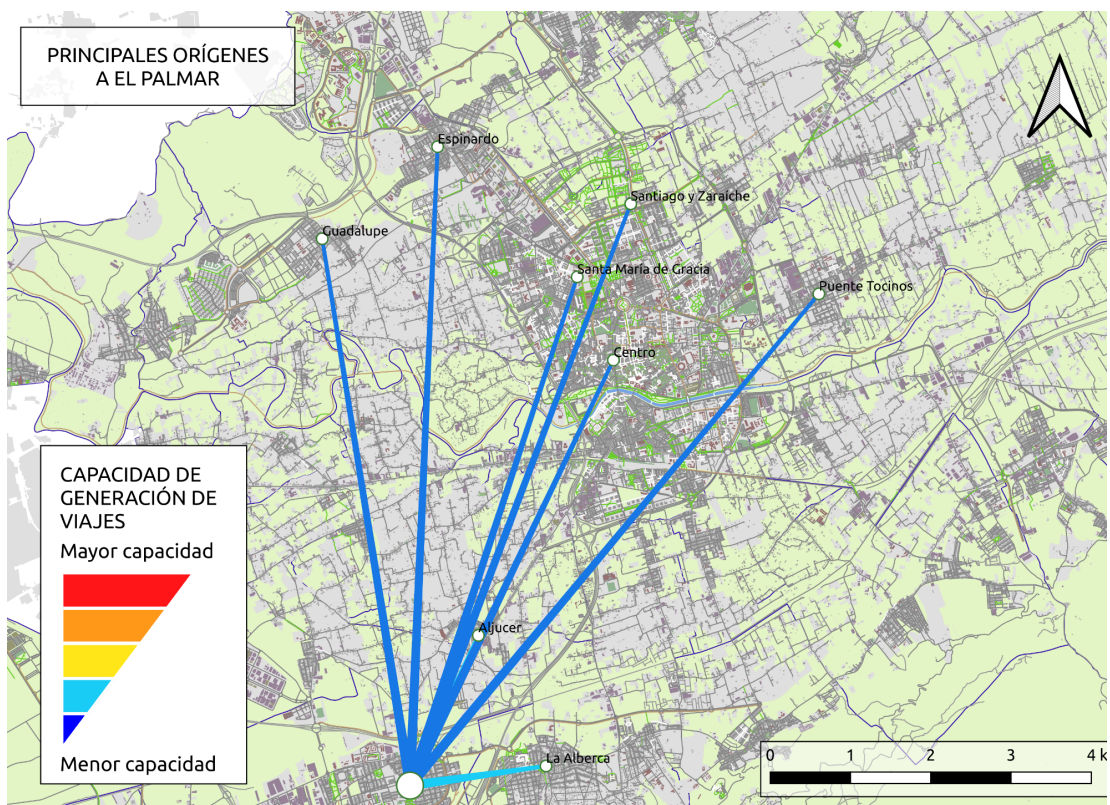 PRINCIPALES ORÍGENES
A EL PALMAR
Espinardo
Santiago y Zaraiche
Guadalupe
Santa María de Gracia
Puente Tocinos
Centro
CAPACIDAD DE
GENERACIÓN DE
VIAJES
Mayor capacidad
Menor capacidad
Aljucer
La Alberca
0 1 2 3 4 k